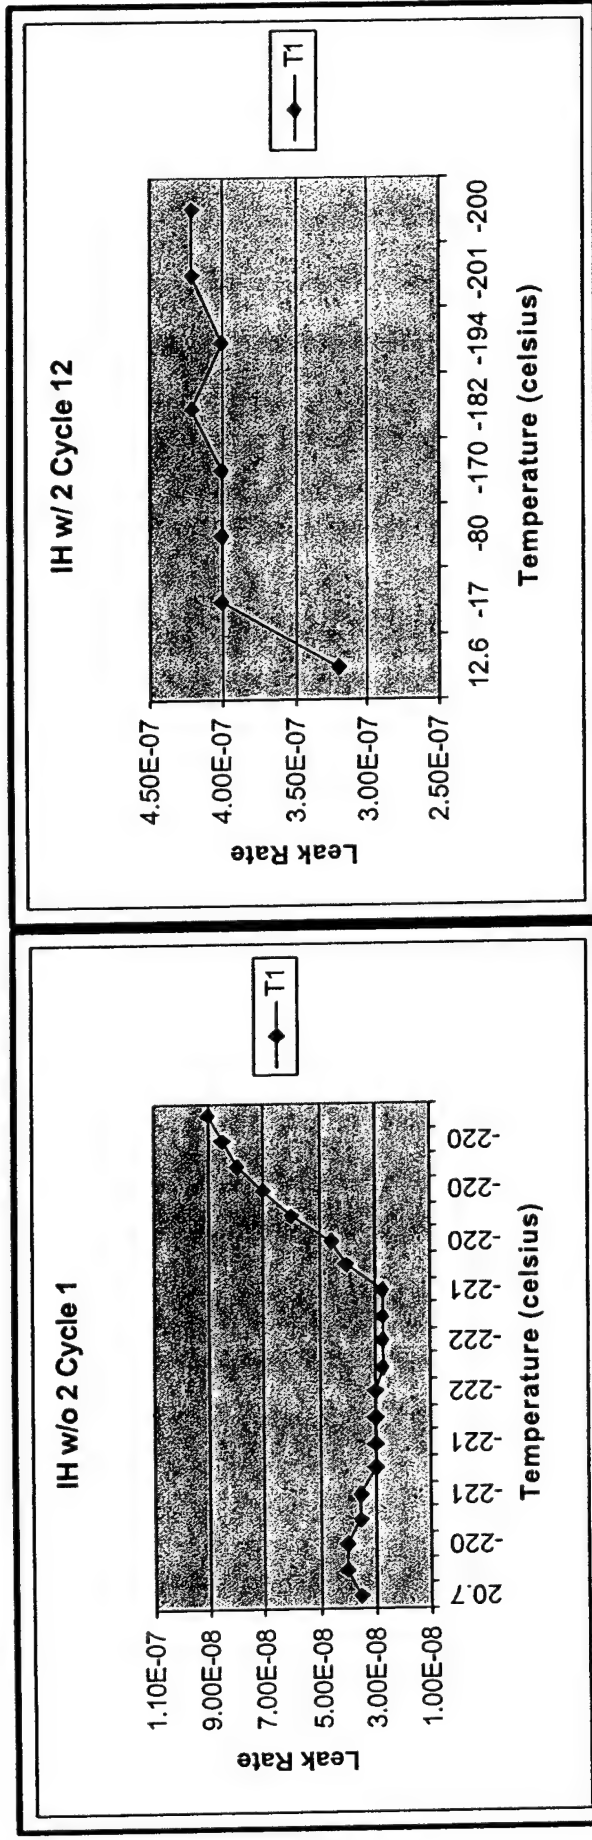 IH w/o 2 Cycle 1
1.10E-07
9.00E-08
7.00E-08
5.00E-08
3.00E-08
1.00E-08
Leak Rate
20.7
-220
-221
-221
-222
-222
-221
-220
-220
-220
Temperature (celsius)
T1
IH w/ 2 Cycle 12
4.50E-07
4.00E-07
3.50E-07
3.00E-07
2.50E-07
Leak Rate
12.6 -17 -80 -170 -182 -194 -201 -200
Temperature (celsius)
T1